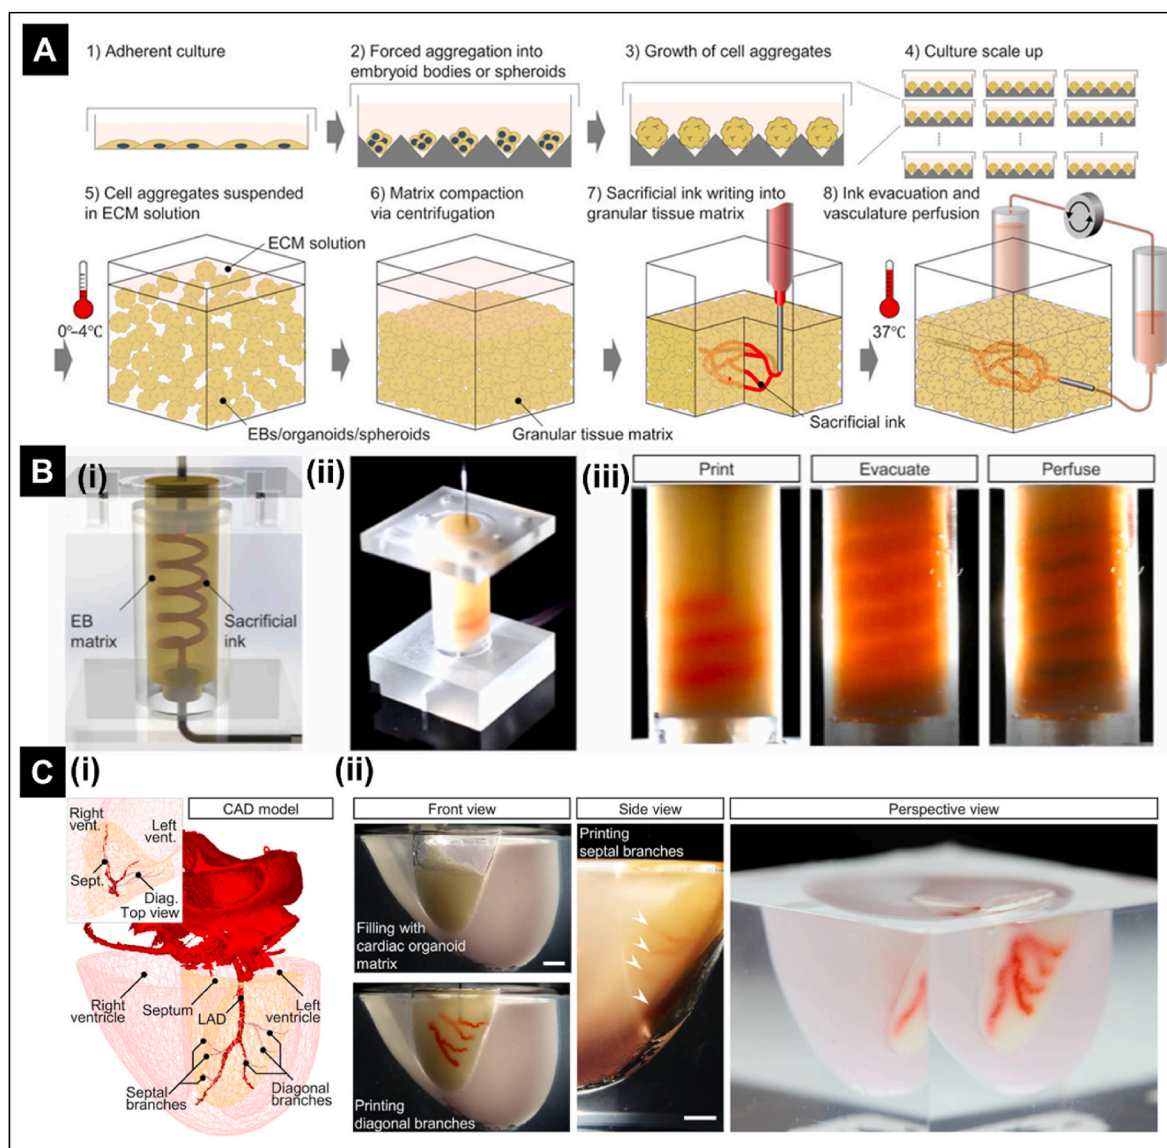 A
1) Adherent culture
2) Forced aggregation into
embryoid bodies or spheroids
3) Growth of cell aggregates
4) Culture scale up
5) Cell aggregates suspended
in ECM solution
6) Matrix compaction
via centrifugation
7) Sacrificial ink writing into
granular tissue matrix
8) Ink evacuation and
vasculature perfusion
ECM solution
0°–4°C
37°C
EBs/organoids/spheroids
Granular tissue matrix
Sacrificial ink
B
(i)
(ii)
(iii)
Print
Evacuate
Perfuse
EB
matrix
Sacrificial
ink
C
(i)
(ii)
CAD model
Right
vent.
Left
vent.
Sept.
Diag.
Top view
Right
ventricle
Septum
LAD
Left
ventricle
Septal
branches
Diagonal
branches
Front view
Side view
Perspective view
Filling with
cardiac organoid
matrix
Printing
diagonal branches
Printing
septal branches